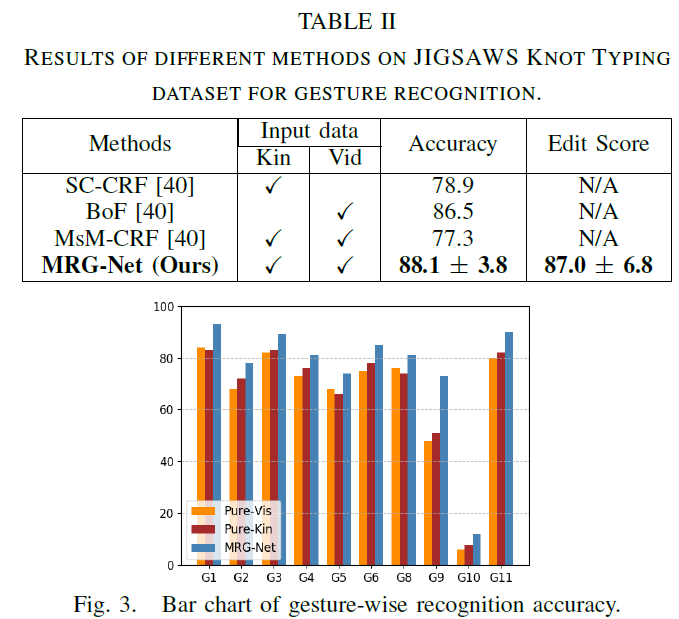 TABLE II
RESULTS OF DIFFERENT METHODS ON JIGSAWS KNOT TYPING
DATASET FOR GESTURE RECOGNITION.
Methods Input data Accuracy Edit Score
Kin Vid
SC-CRF [40] ✓ 78.9 N/A
BoF [40] ✓ 86.5 N/A
MsM-CRF [40] ✓ ✓ 77.3 N/A
MRG-Net (Ours) ✓ ✓ 88.1 ± 3.8 87.0 ± 6.8
100
80
60
40
20
0
Pure-Vis
Pure-Kin
MRG-Net
G1 G2 G3 G4 G5 G6 G8 G9 G10 G11
Fig. 3. Bar chart of gesture-wise recognition accuracy.